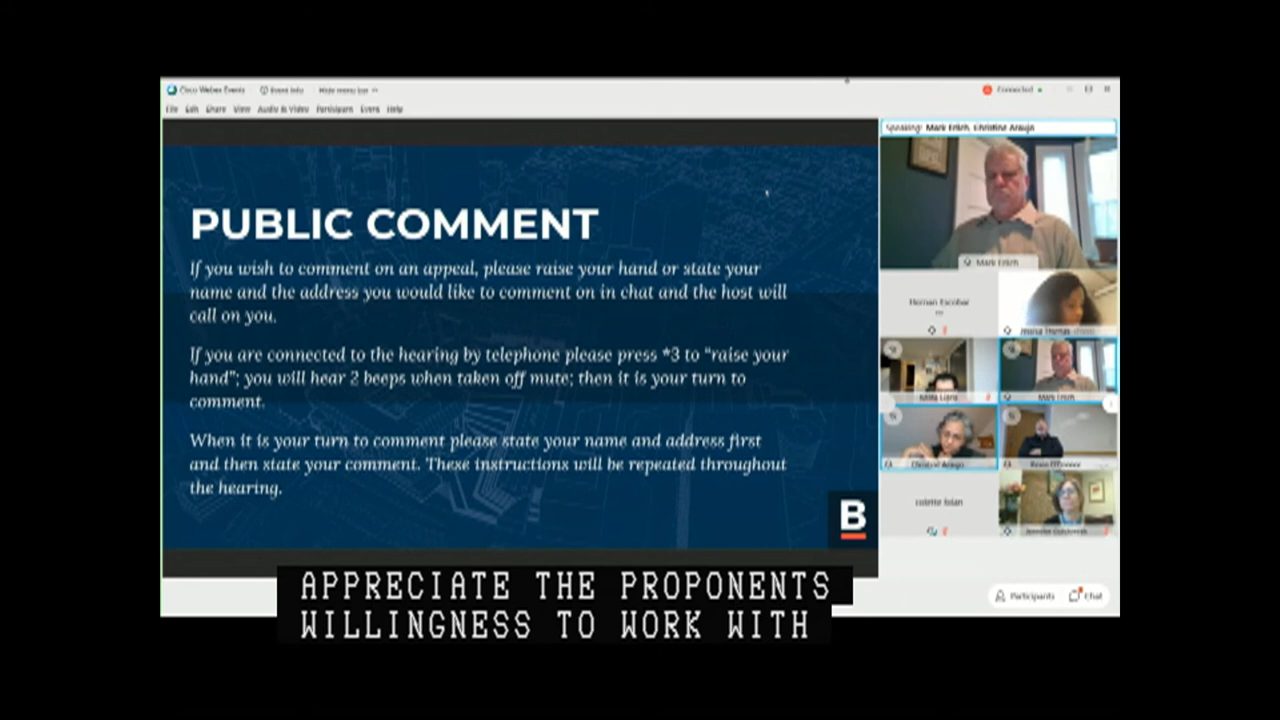 Cisco Webex Events Event Info Hide menu bar
Connected
File Edit Share View Audio & Video Participant Event Help
Speaking: Mark Erlich, Christine Araujo
PUBLIC COMMENT
If you wish to comment on an appeal, please raise your hand or state your
name and the address you would like to comment on in chat and the host will
call on you.
If you are connected to the hearing by telephone please press *3 to "raise your
hand"; you will hear 2 beeps when taken off mute; then it is your turn to
comment.
When it is your turn to comment please state your name and address first
and then state your comment. These instructions will be repeated throughout
the hearing.
B
Mark Erlich
Hernan Escobar
Mark Erlich
Christine Araujo
Participants Chat
APPRECIATE THE PROPONENTS
WILLINGNESS TO WORK WITH